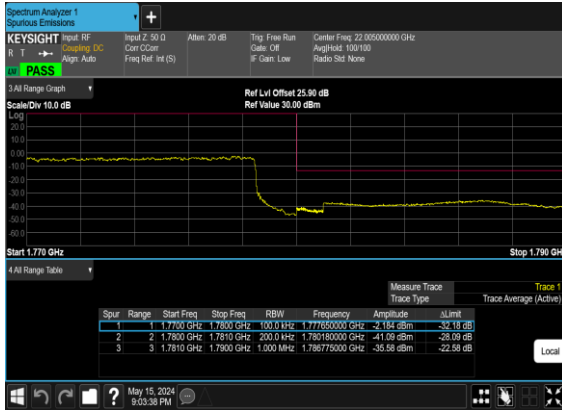 Spectrum Analyzer 1
Spurious Emissions
+
KEYSIGHT Input: RF Input Z: 50 Ω Atten: 20 dB Trig: Free Run Center Freq: 22.005000000 GHz
R T Coupling: DC Corr CCorr Gate: Off Avg|Hold: 100/100
Align: Auto Freq Ref: Int (S) IF Gain: Low Radio Std: None
PASS
3 All Range Graph
Ref Lvl Offset 25.90 dB
Scale/Div 10.0 dB Ref Value 30.00 dBm
Log
20.0
10.0
0.00
-10.0
-20.0
-30.0
-40.0
-50.0
-60.0
Start 1.770 GHz Stop 1.790 GH
4 All Range Table
Measure Trace Trace 1
Trace Type Trace Average (Active)
Spur Range Start Freq Stop Freq RBW Frequency Amplitude ΔLimit
1 1 1.7700 GHz 1.7800 GHz 100.0 kHz 1.777650000 GHz -2.184 dBm -32.18 dB
2 2 1.7800 GHz 1.7810 GHz 200.0 kHz 1.780180000 GHz -41.09 dBm -28.09 dB
3 3 1.7810 GHz 1.7900 GHz 1.000 MHz 1.786775000 GHz -35.58 dBm -22.58 dB
Local
? May 15, 2024
9:03:38 PM